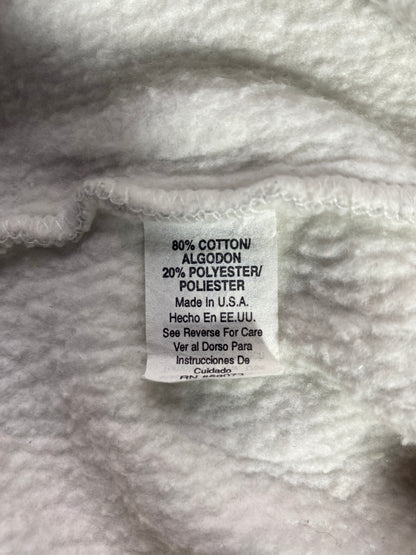 80% COTTON/
ALGODON
20% POLYESTER/
POLIESTER
Made In U.S.A.
Hecho En EE.UU.
See Reverse For Care
Ver al Dorso Para
Instrucciones De
Cuidado
RN